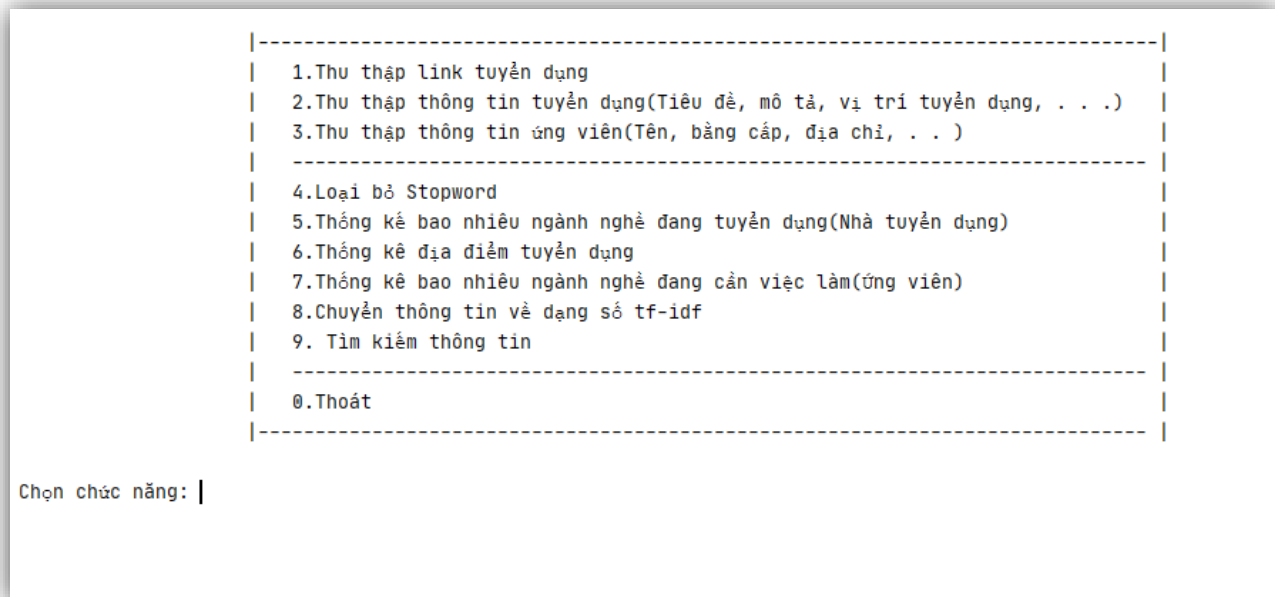 |-------------------------------------------------------------------------------|
| 1.Thu thập link tuyển dụng |
| 2.Thu thập thông tin tuyển dụng(Tiêu đề, mô tả, vị trí tuyển dụng, . . .) |
| 3.Thu thập thông tin ứng viên(Tên, bằng cấp, địa chỉ, . . ) |
| --------------------------------------------------------------------------- |
| 4.Loại bỏ Stopword |
| 5.Thống kế bao nhiêu ngành nghề đang tuyển dụng(Nhà tuyển dụng) |
| 6.Thống kê địa điểm tuyển dụng |
| 7.Thống kê bao nhiêu ngành nghề đang cần việc làm(Ứng viên) |
| 8.Chuyển thông tin về dạng số tf-idf |
| 9. Tìm kiếm thông tin |
| --------------------------------------------------------------------------- |
| 0.Thoát |
|------------------------------------------------------------------------------ |
Chọn chức năng: